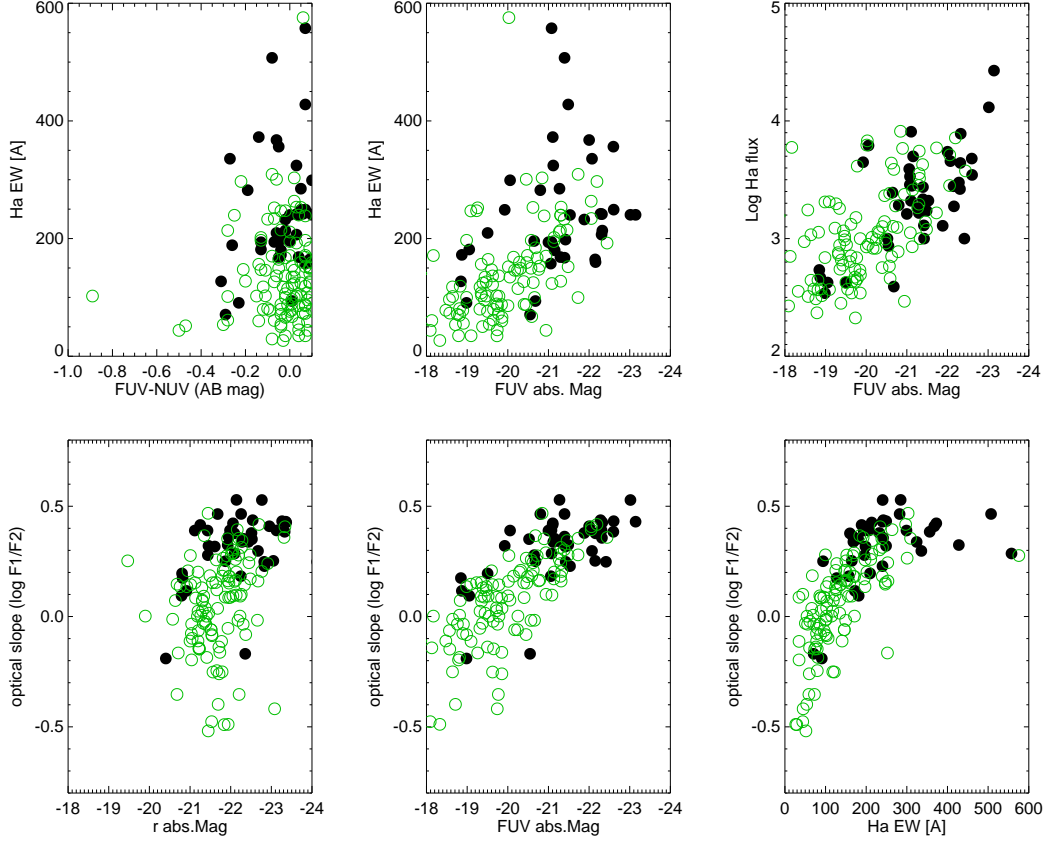 600
400
200
0
Ha EW [A]
-1.0 -0.8 -0.6 -0.4 -0.2 0.0
FUV-NUV (AB mag)
600
400
200
0
Ha EW [A]
-18 -19 -20 -21 -22 -23 -24
FUV abs. Mag
5
4
3
2
Log Ha flux
-18 -19 -20 -21 -22 -23 -24
FUV abs. Mag
0.5
0.0
-0.5
optical slope (log F1/F2)
-18 -19 -20 -21 -22 -23 -24
r abs.Mag
0.5
0.0
-0.5
optical slope (log F1/F2)
-18 -19 -20 -21 -22 -23 -24
FUV abs.Mag
0.5
0.0
-0.5
optical slope (log F1/F2)
0 100 200 300 400 500 600
Ha EW [A]